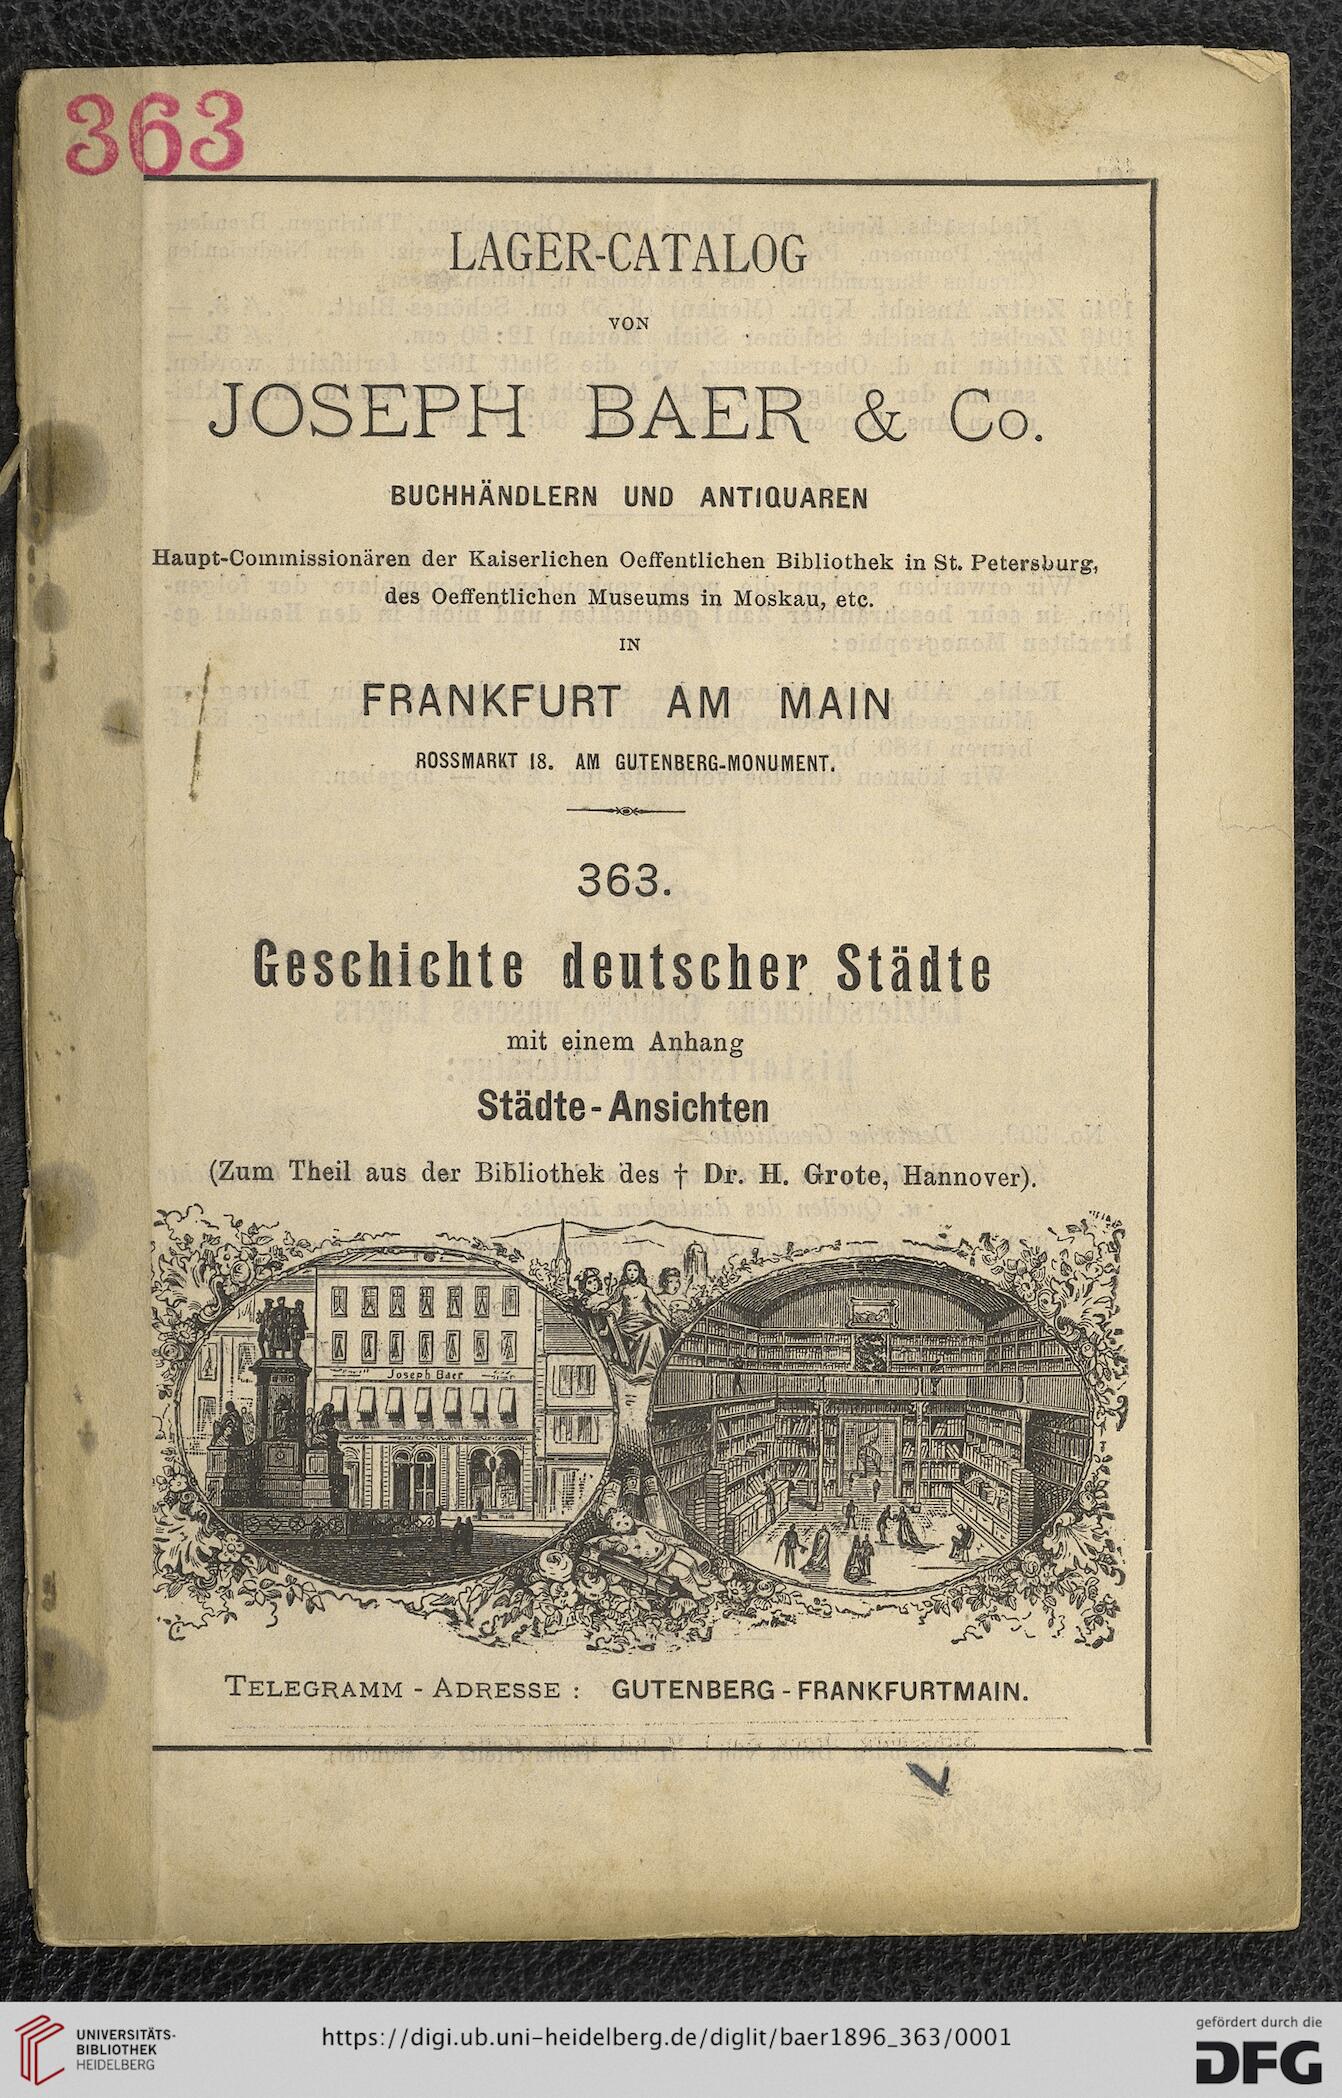 363
LAGER-CATALOG
VON
JOSEPH BAER & Co.
BUCHHÄNDLERN UND ANTIQUAREN
Haupt-Commissionären der Kaiserlichen Oeffentlichen Bibliothek in St. Petersburg,
des Oeffentlichen Museums in Moskau, etc.
IN
FRANKFURT AM MAIN
ROSSMARKT 18. AM GUTENBERG-MONUMENT.
363.
Geschichte deutscher Städte
mit einem Anhang
Städte-Ansichten
(Zum Theil aus der Bibliothek des † Dr. H. Grote, Hannover).
Joseph Baer
TELEGRAMM-ADRESSE: GUTENBERG-FRANKFURTMAIN.
UNIVERSITÄTS-
BIBLIOTHEK
HEIDELBERG
https://digi.ub.uni-heidelberg.de/diglit/baer1896_363/0001
gefördert durch die
DFG